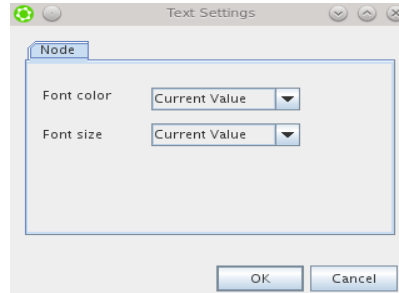 Text Settings
Node
Font color Current Value
Font size Current Value
OK Cancel